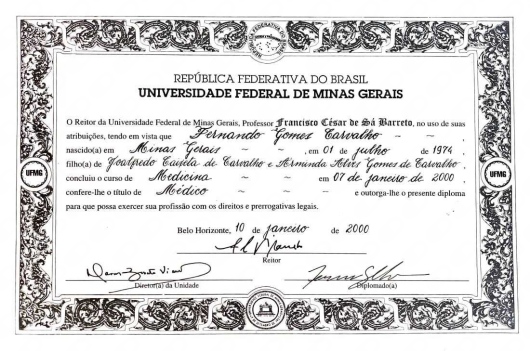 REPÚBLICA FEDERATIVA DO BRASIL
UNIVERSIDADE FEDERAL DE MINAS GERAIS
O Reitor da Universidade Federal de Minas Gerais, Professor Francisco César de Sá Barreto, no uso de suas
atribuições, tendo em vista que Fernando Gomes Carvalho ~ ~
nascido(a) em Minas Gerais ~ ~ , em 01 de julho de 1974
filho(a) de Carvalho e Arminda Alves Gomes de Carvalho,
concluiu o curso de Medicina ~ ~ em 07 de janeiro de 2000,
confere-lhe o título de Médico ~ ~ ~ e outorga-lhe o presente diploma
para que possa exercer sua profissão com os direitos e prerrogativas legais.
UFMG
UFMG
Belo Horizonte, 10 de janeiro de 2000
Reitor
Diretor(a) da Unidade
Diplomado(a)